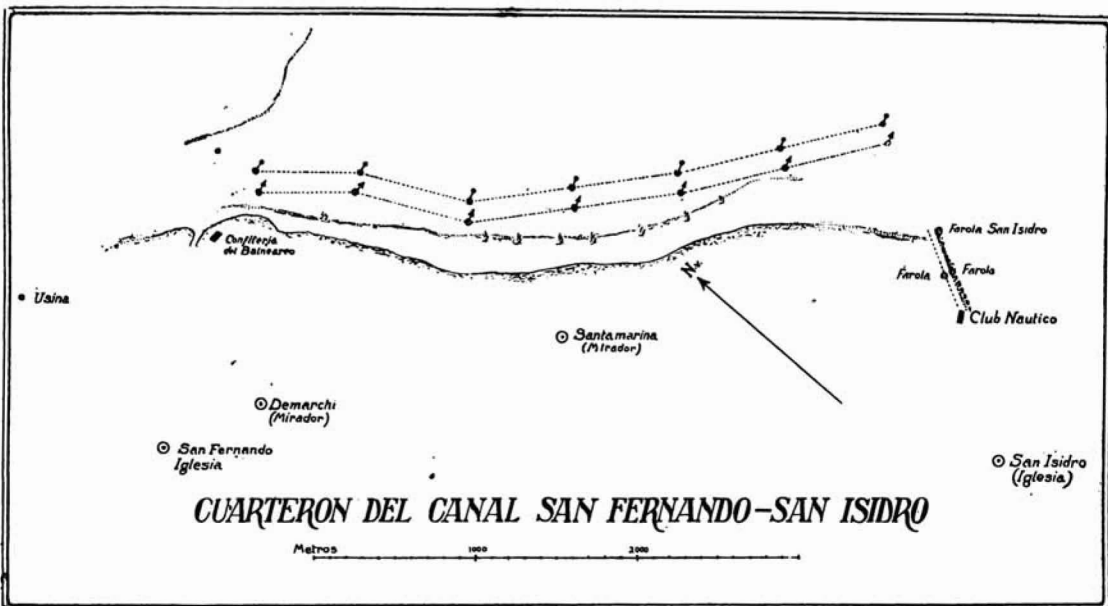 Confiteria
del Balneareo
Farola San Isidro
Farola
Farola
Usina
N.
Club Nautico
Santamarina
(Mirador)
Demarchi
(Mirador)
San Fernando
Iglesia
San Isidro
(Iglesia)
CUARTERON DEL CANAL SAN FERNANDO-SAN ISIDRO
Metros
1000
2000